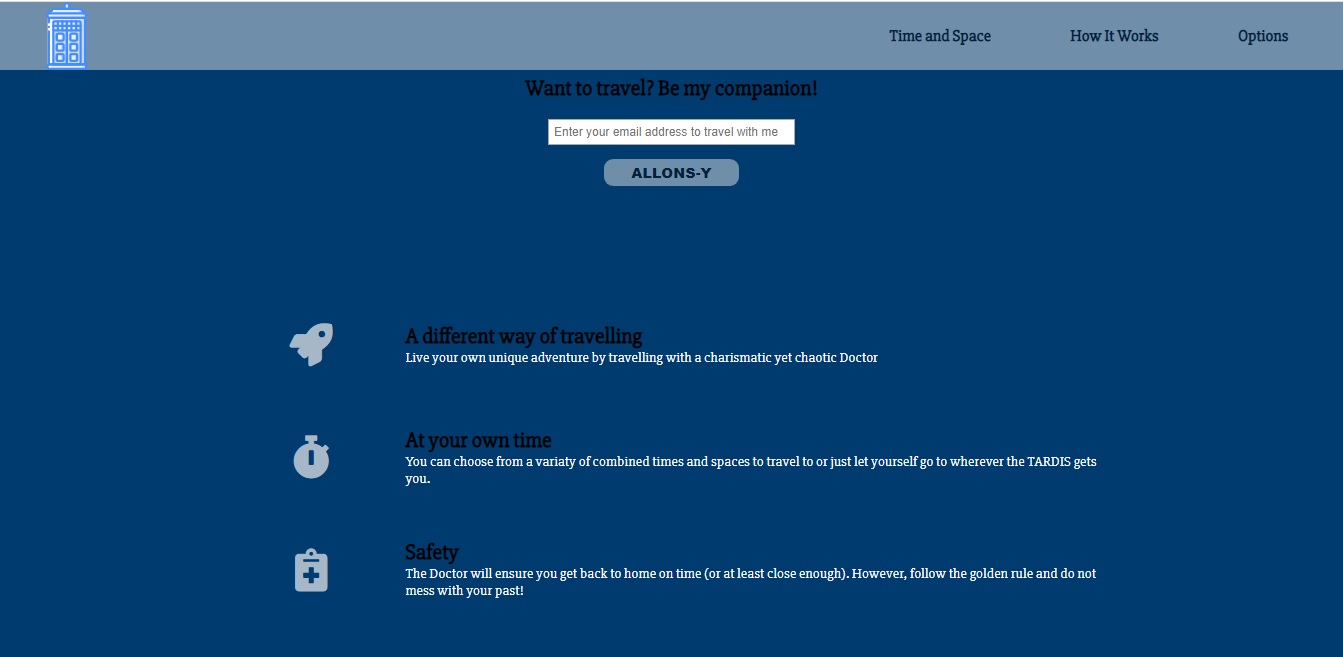 Time and Space How It Works Options
Want to travel? Be my companion!
Enter your email address to travel with me
ALLONS-Y
A different way of travelling
Live your own unique adventure by travelling with a charismatic yet chaotic Doctor
At your own time
You can choose from a variaty of combined times and spaces to travel to or just let yourself go to wherever the TARDIS gets
you.
Safety
The Doctor will ensure you get back to home on time (or at least close enough). However, follow the golden rule and do not
mess with your past!